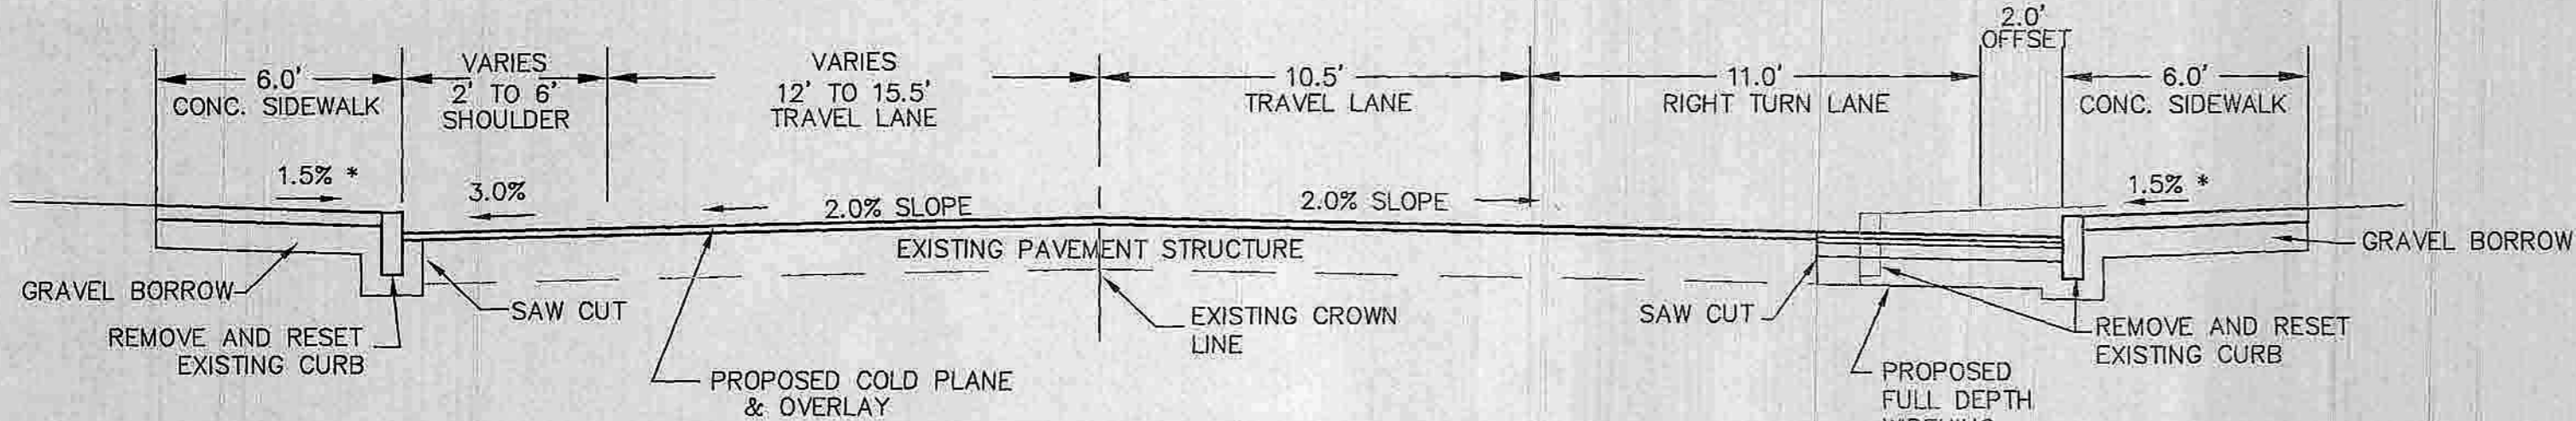 6.0'
CONC. SIDEWALK
VARIES
2' TO 6'
SHOULDER
VARIES
12' TO 15.5'
TRAVEL LANE
10.5'
TRAVEL LANE
11.0'
RIGHT TURN LANE
2.0'
OFFSET
6.0'
CONC. SIDEWALK
1.5% *
3.0%
2.0% SLOPE
2.0% SLOPE
1.5% *
EXISTING PAVEMENT STRUCTURE
GRAVEL BORROW
GRAVEL BORROW
SAW CUT
REMOVE AND RESET
EXISTING CURB
PROPOSED COLD PLANE
& OVERLAY
EXISTING CROWN
LINE
SAW CUT
REMOVE AND RESET
EXISTING CURB
PROPOSED
FULL DEPTH